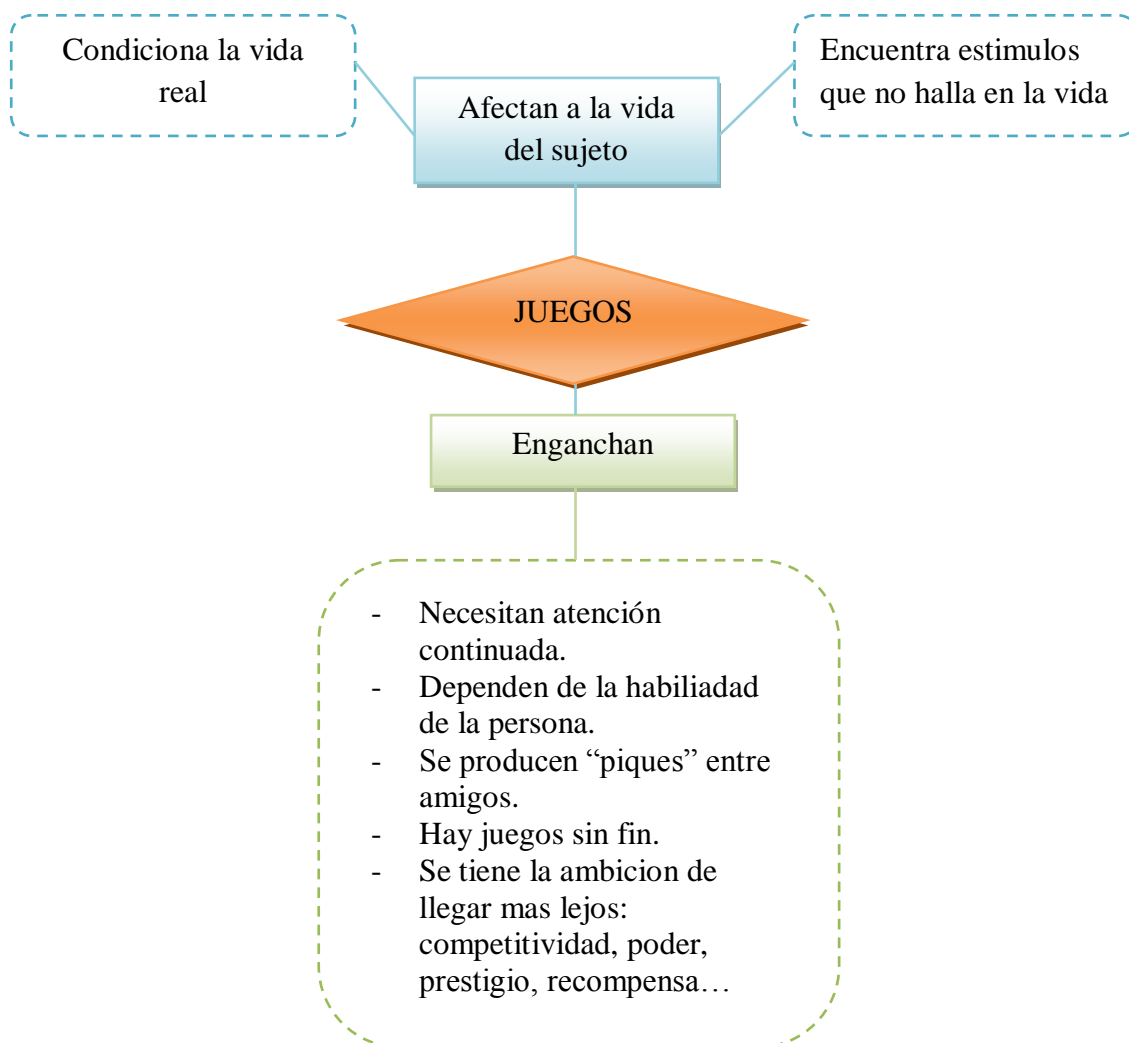 Condiciona la vida
real
Encuentra estimulos
que no halla en la vida
Afectan a la vida
del sujeto
JUEGOS
Enganchan
- Necesitan atención
continuada.
- Dependen de la habiliadad
de la persona.
- Se producen “piques” entre
amigos.
- Hay juegos sin fin.
- Se tiene la ambicion de
llegar mas lejos:
competitividad, poder,
prestigio, recompensa…